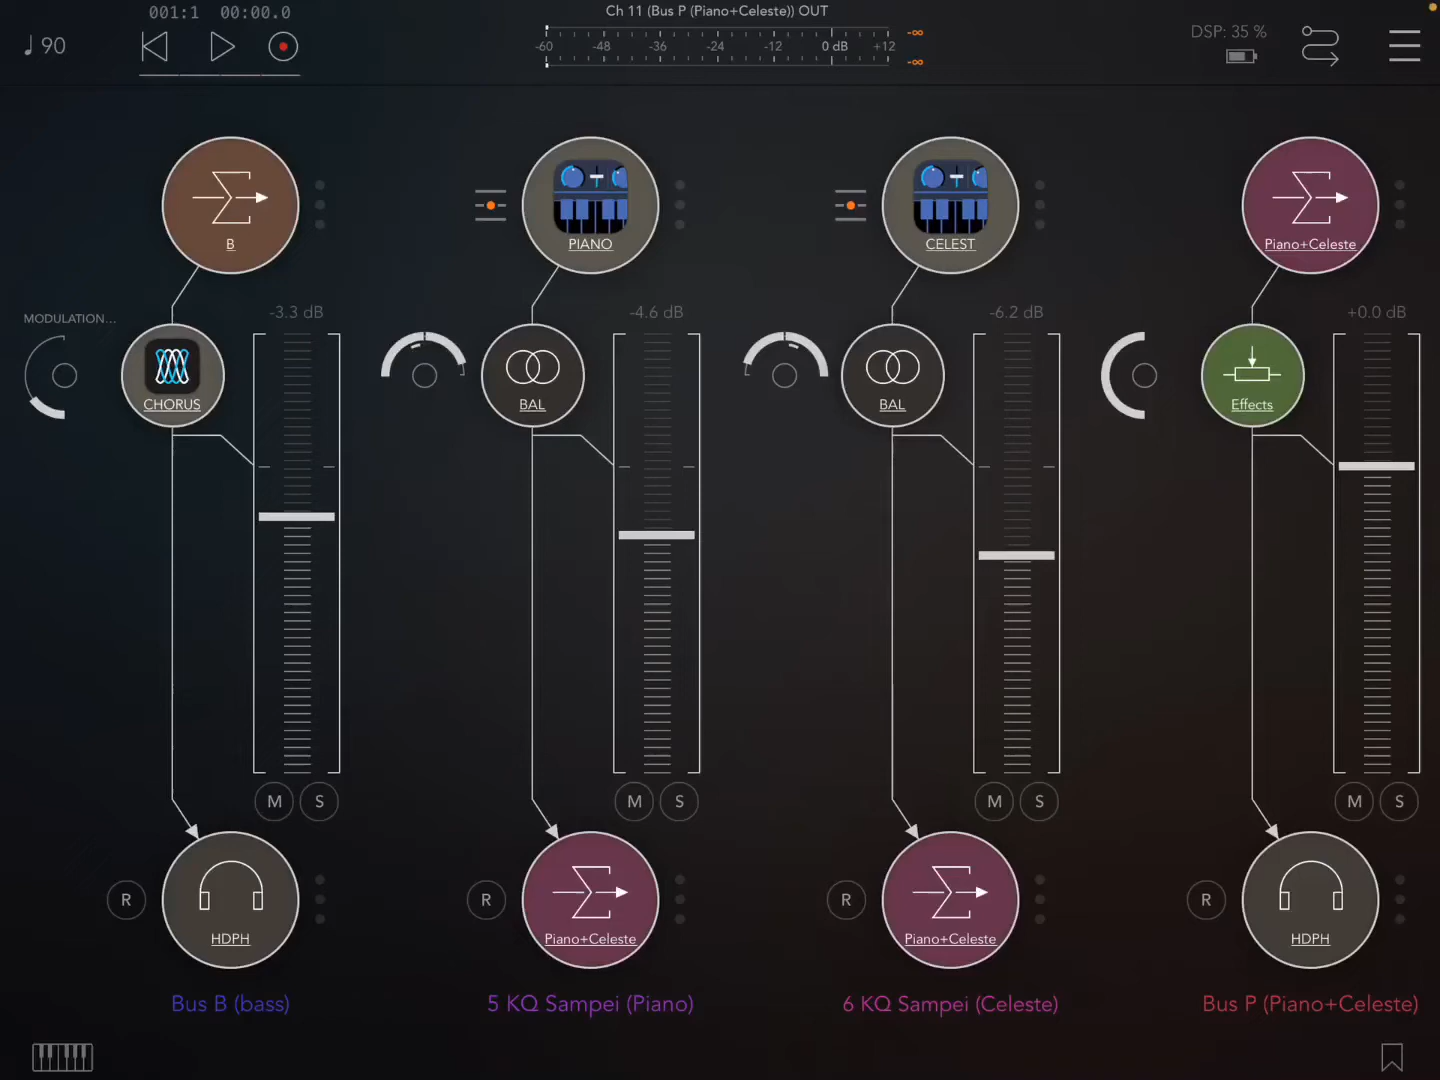 001:1 00:00.0
Ch 11 (Bus P (Piano+Celeste)) OUT
90
-60 -48 -36 -24 -12 0 dB +12
-∞
-∞
DSP: 35 %
B
PIANO
CELEST
Piano+Celeste
MODULATION...
-3.3 dB
-4.6 dB
-6.2 dB
+0.0 dB
CHORUS
BAL
BAL
Effects
M S
M S
M S
M S
R
R
R
R
HDPH
Piano+Celeste
Piano+Celeste
HDPH
Bus B (bass)
5 KQ Sampei (Piano)
6 KQ Sampei (Celeste)
Bus P (Piano+Celeste)